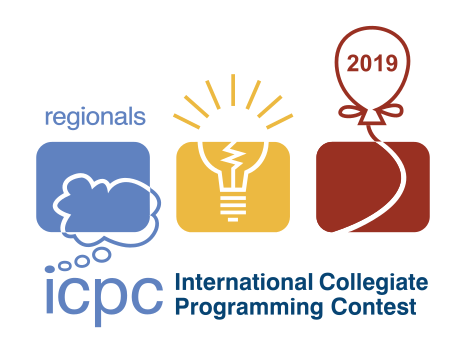 2019
regionals
icpc
International Collegiate
Programming Contest